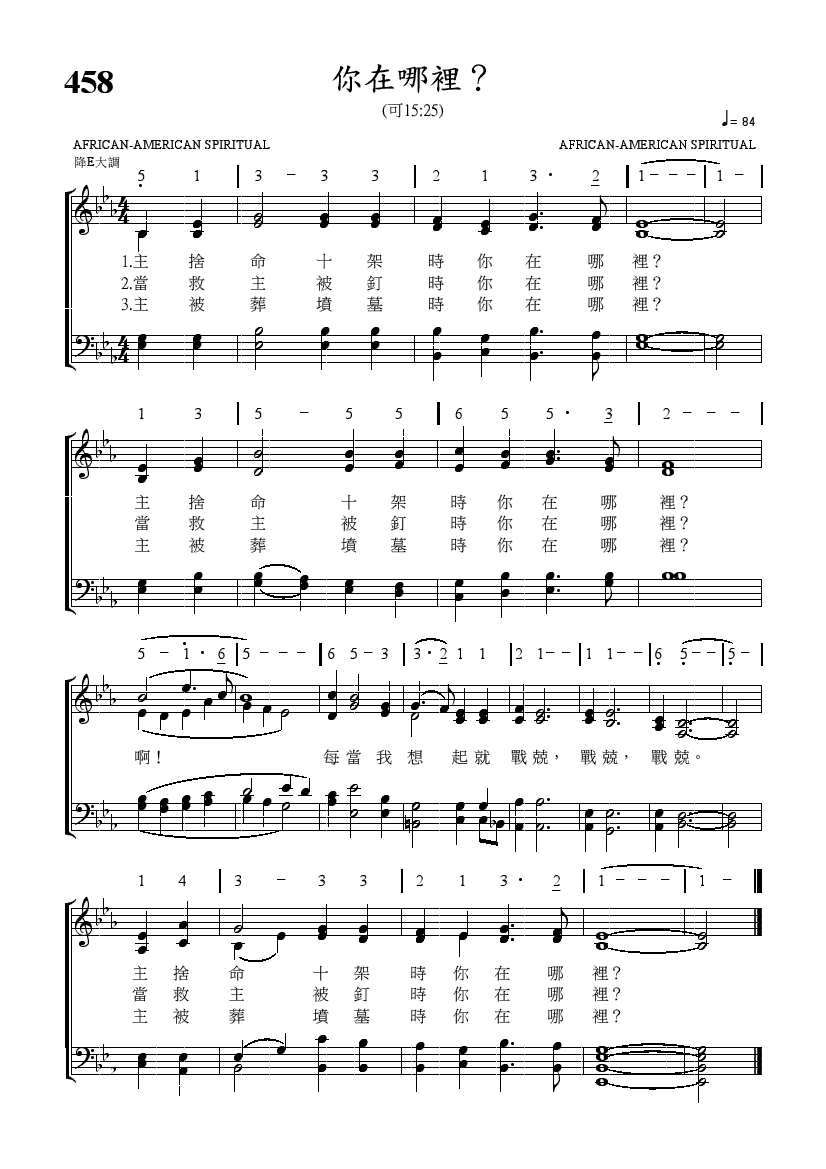 458
你在哪裡？
(可15:25)
♩= 84
AFRICAN-AMERICAN SPIRITUAL
AFRICAN-AMERICAN SPIRITUAL
降E大調
5̣ 1 | 3 - 3 3 | 2 1 3· 2 | 1 - - - | 1 - |
1.主 捨 命 十 架 時 你 在 哪 裡？
2.當 救 主 被 釘 時 你 在 哪 裡？
3.主 被 葬 墳 墓 時 你 在 哪 裡？
1 3 | 5 - 5 5 | 6 5 5· 3 | 2 - - - |
主 捨 命 十 架 時 你 在 哪 裡？
當 救 主 被 釘 時 你 在 哪 裡？
主 被 葬 墳 墓 時 你 在 哪 裡？
5 - 1̇· 6 | 5 - - - | 6 5 - 3 | 3· 2 1 1 | 2 1 - - | 1 1 - - | 6̣ 5̣ - - | 5̣ - |
啊！ 每 當 我 想 起 就 戰 兢， 戰 兢， 戰 兢。
1 4 | 3 - 3 3 | 2 1 3· 2 | 1 - - - | 1 - ‖
主 捨 命 十 架 時 你 在 哪 裡？
當 救 主 被 釘 時 你 在 哪 裡？
主 被 葬 墳 墓 時 你 在 哪 裡？